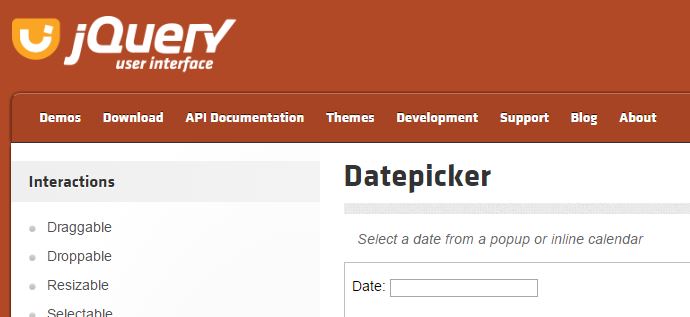 jQuery
user interface
Demos Download API Documentation Themes Development Support Blog About
Interactions
Draggable
Droppable
Resizable
Selectable
Datepicker
Select a date from a popup or inline calendar
Date: